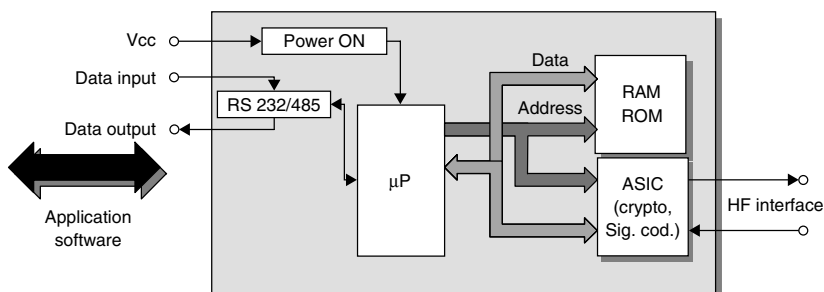 Vcc
Power ON
Data input
RS 232/485
Data output
Application
software
µP
Data
Address
RAM
ROM
ASIC
(crypto,
Sig. cod.)
HF interface